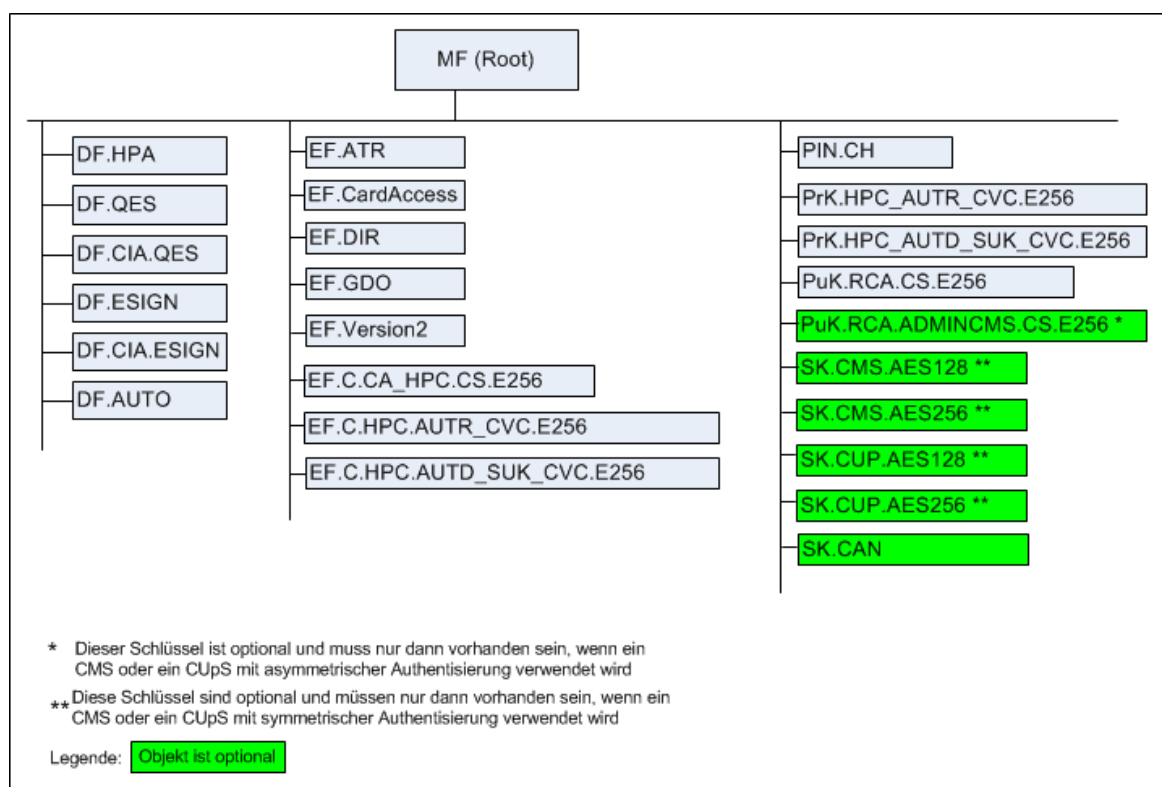 MF (Root)
DF.HPA
DF.QES
DF.CIA.QES
DF.ESIGN
DF.CIA.ESIGN
DF.AUTO
EF.ATR
EF.CardAccess
EF.DIR
EF.GDO
EF.Version2
EF.C.CA_HPC.CS.E256
EF.C.HPC.AUTR_CVC.E256
EF.C.HPC.AUTD_SUK_CVC.E256
PIN.CH
PrK.HPC_AUTR_CVC.E256
PrK.HPC_AUTD_SUK_CVC.E256
PuK.RCA.CS.E256
PuK.RCA.ADMINCMS.CS.E256 *
SK.CMS.AES128 **
SK.CMS.AES256 **
SK.CUP.AES128 **
SK.CUP.AES256 **
SK.CAN
* Dieser Schlüssel ist optional und muss nur dann vorhanden sein, wenn ein
CMS oder ein CUpS mit asymmetrischer Authentisierung verwendet wird
** Diese Schlüssel sind optional und müssen nur dann vorhanden sein, wenn ein
CMS oder ein CUpS mit symmetrischer Authentisierung verwendet wird
Legende: Objekt ist optional